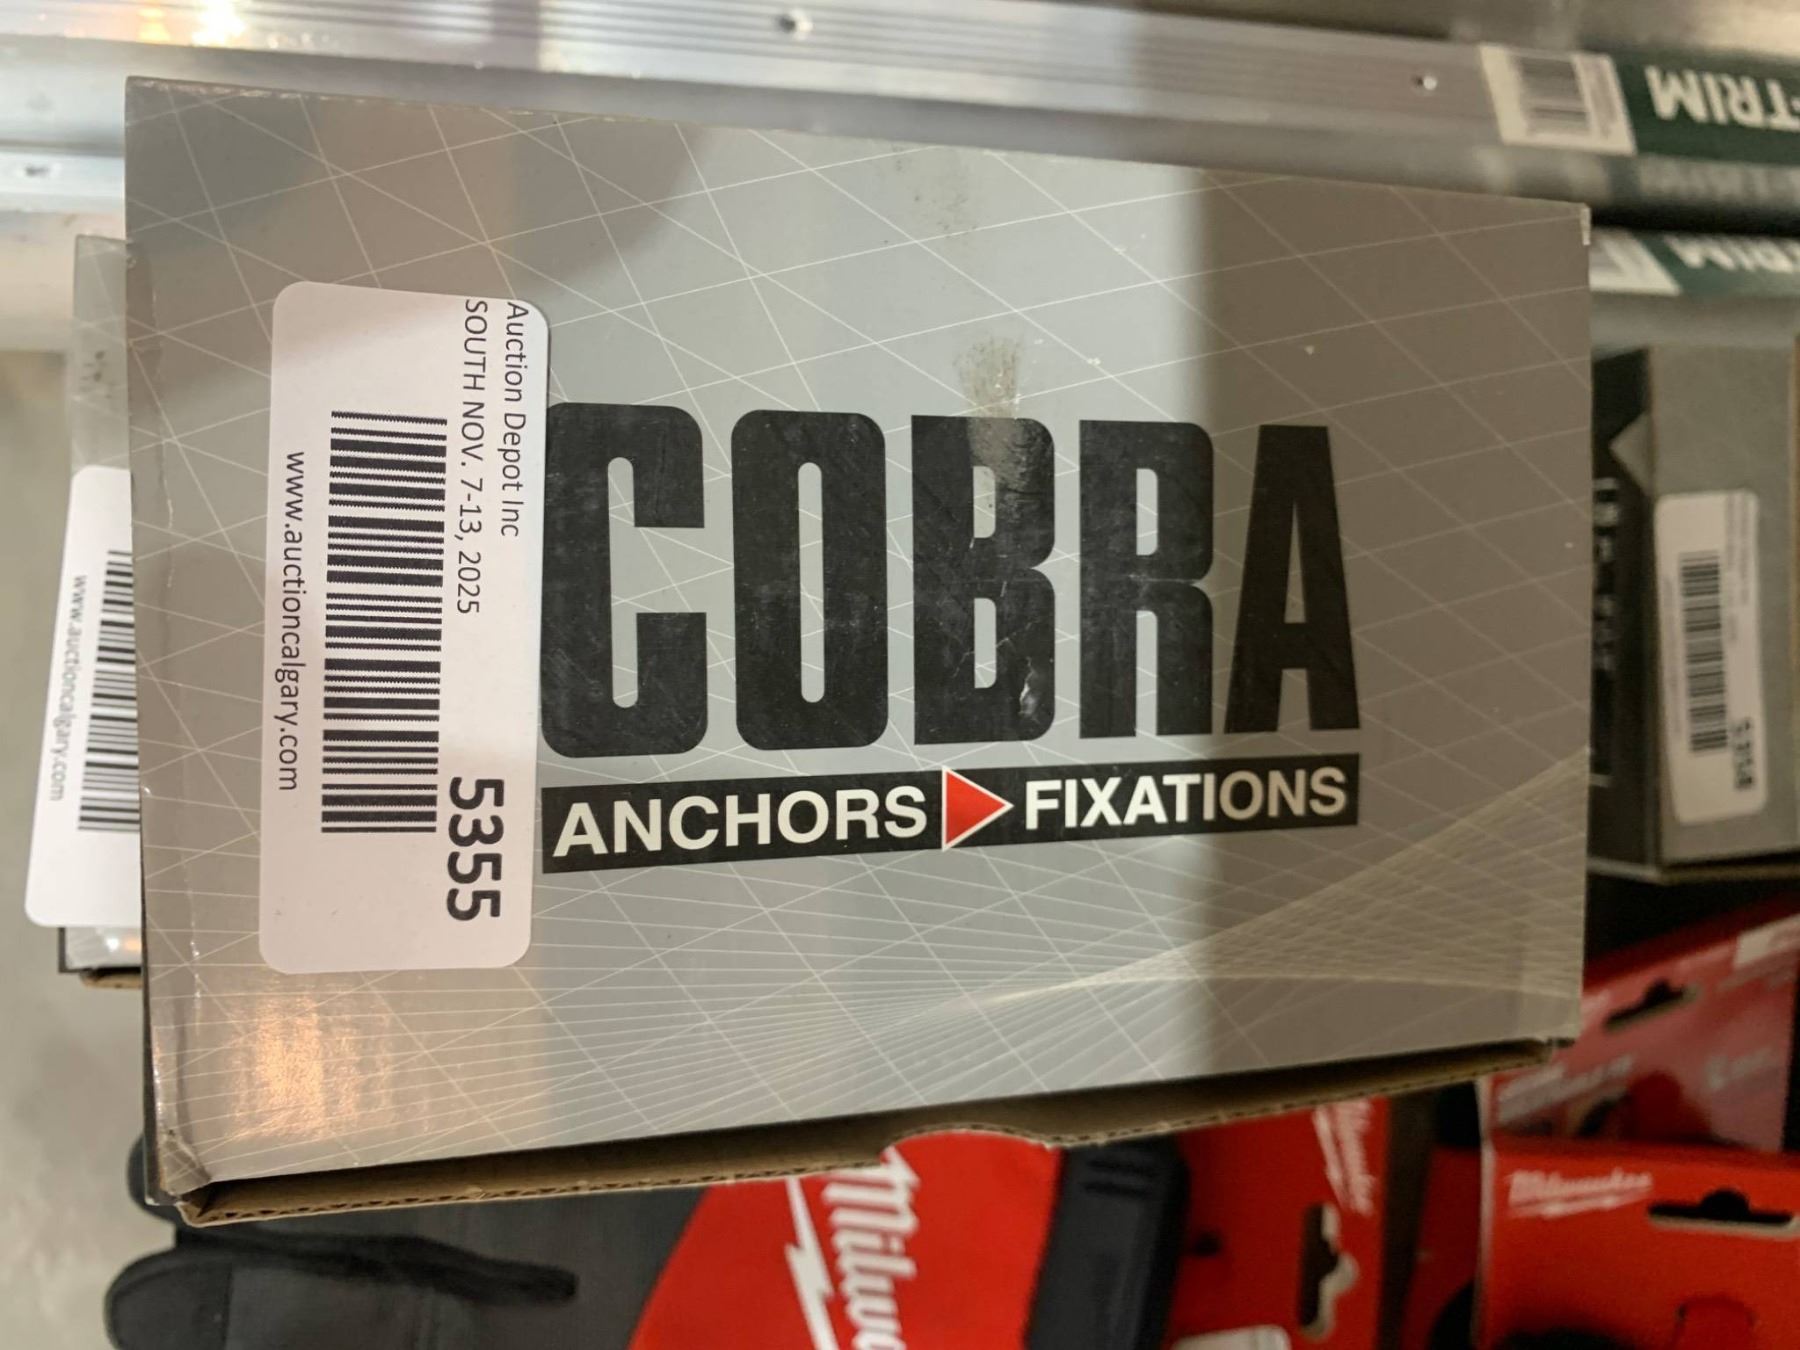 COBRA
ANCHORS FIXATIONS
Auction Depot Inc
SOUTH NOV. 7-13, 2025
5355
www.auctioncalgary.com
www.auctioncalgary.com
-TRIM
TRIM
Milwaukee
Milwaukee